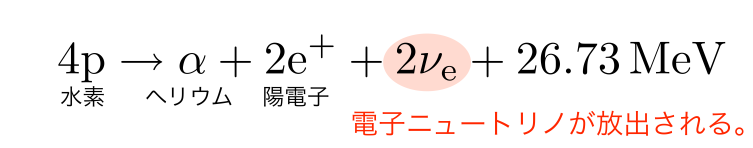 4p → α + 2e⁺ + 2νₑ + 26.73 MeV
水素 ヘリウム 陽電子
電子ニュートリノが放出される。